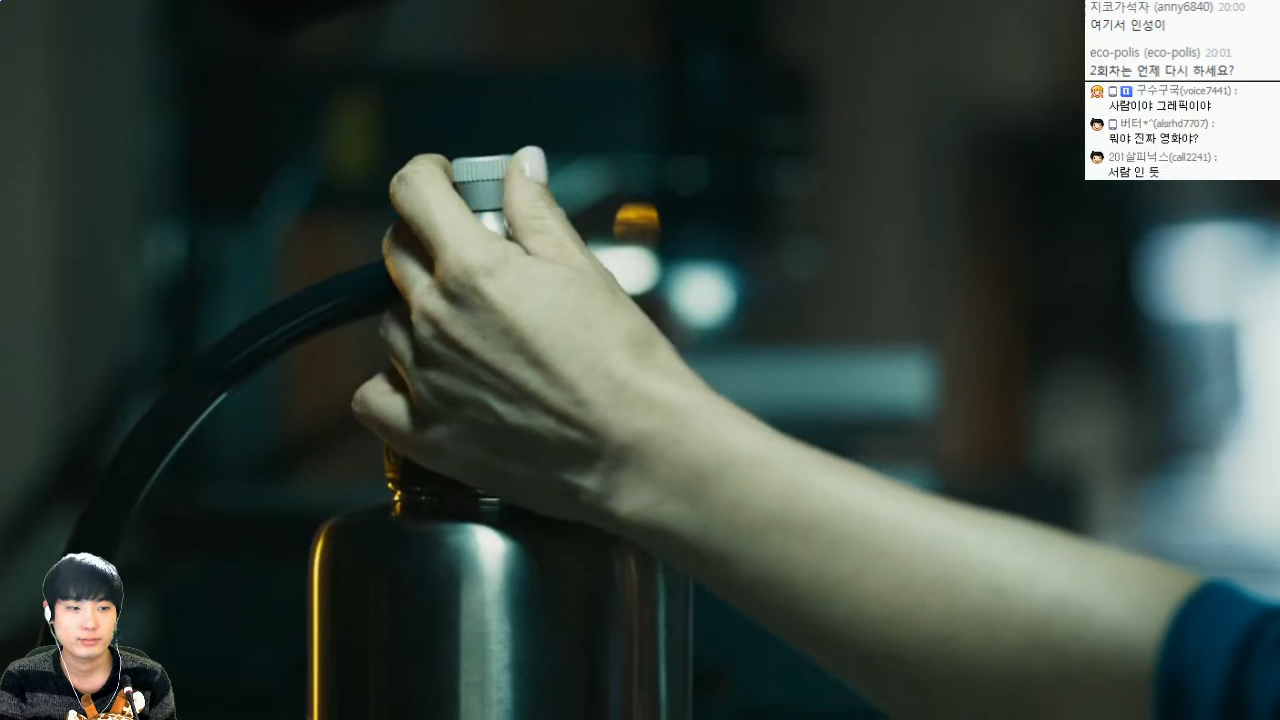 지코가석자 (anny6840) 20:00
여기서 인성이
eco-polis (eco-polis) 20:01
2회차는 언제 다시 하세요?
구수구국(voice7441) :
사람이야 그레픽이야
버터*^(alsrhd7707) :
뭐야 진짜 영화야?
201살피닉스(call2241) :
서람 인 듯